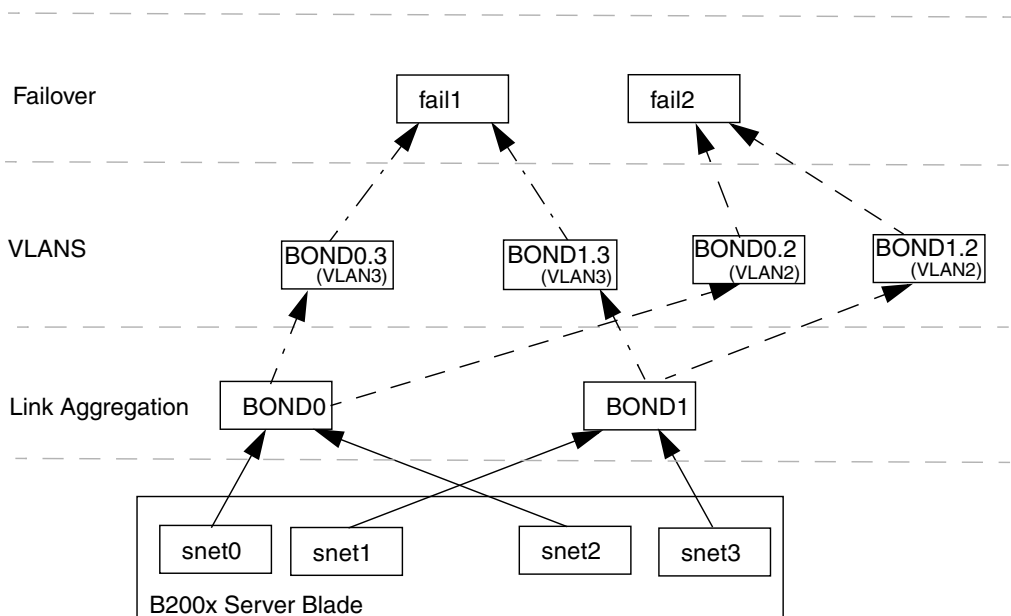 Failover
fail1
fail2
VLANS
BOND0.3
(VLAN3)
BOND1.3
(VLAN3)
BOND0.2
(VLAN2)
BOND1.2
(VLAN2)
Link Aggregation
BOND0
BOND1
snet0
snet1
snet2
snet3
B200x Server Blade